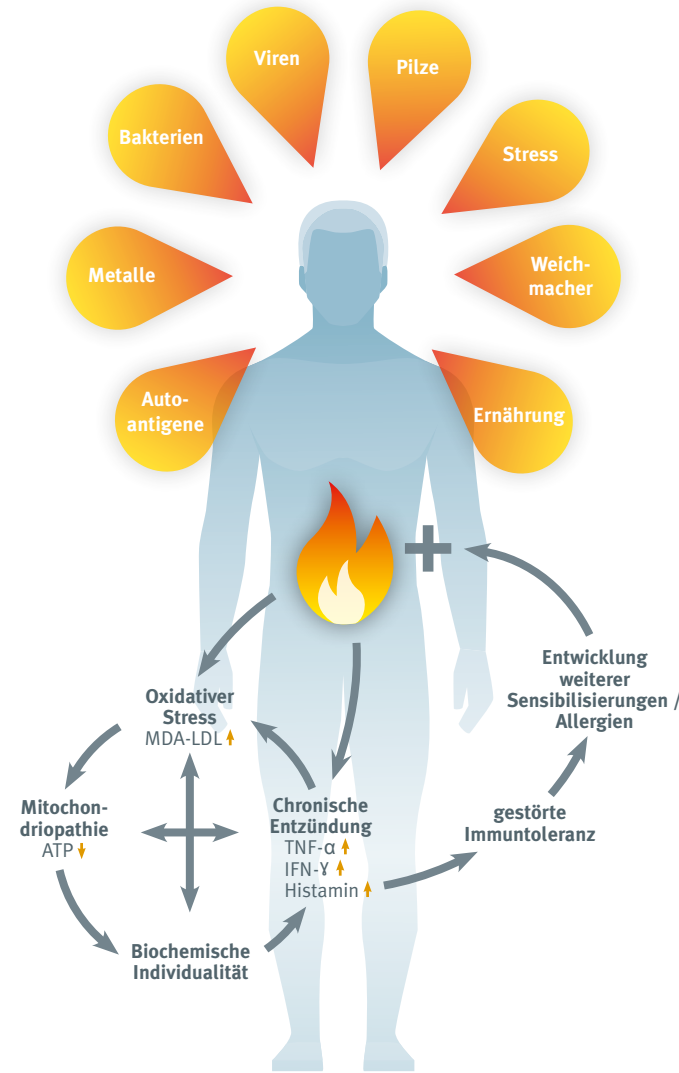 Viren
Pilze
Bakterien
Stress
Metalle
Weich-
macher
Auto-
antigene
Ernährung
Entwicklung
weiterer
Sensibilisierungen /
Allergien
Oxidativer
Stress
MDA-LDL
Mitochon-
driopathie
ATP
Chronische
Entzündung
TNF-α
IFN-Ɣ
Histamin
gestörte
Immuntoleranz
Biochemische
Individualität